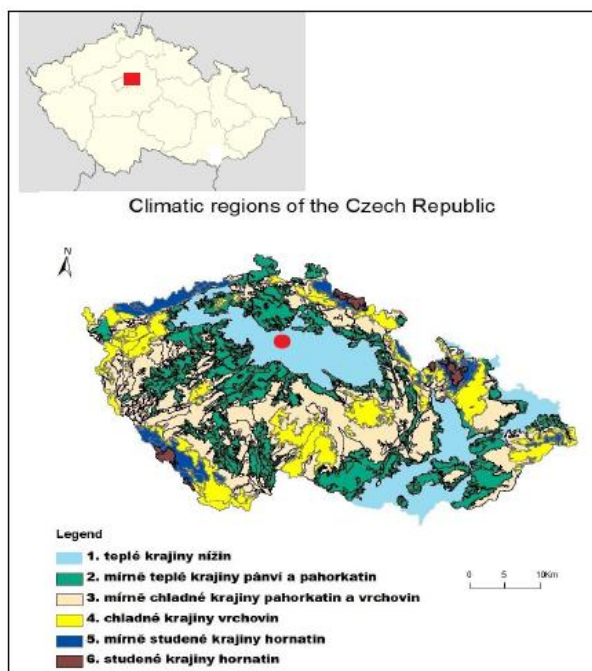 Climatic regions of the Czech Republic
N
Legend
1. teplé krajiny nížin
2. mírně teplé krajiny pánví a pahorkatin
3. mírně chladné krajiny pahorkatin a vrchovin
4. chladné krajiny vrchovin
5. mírně studené krajiny hornatin
6. studené krajiny hornatin
0 5 10Km